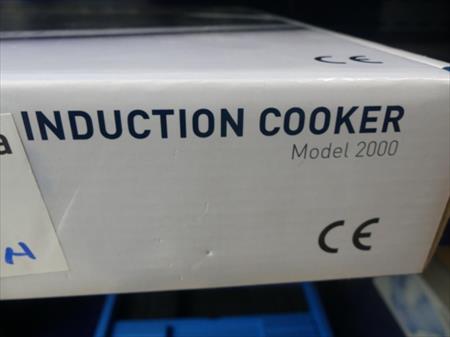 CE
a
INDUCTION COOKER
Model 2000
CE
N